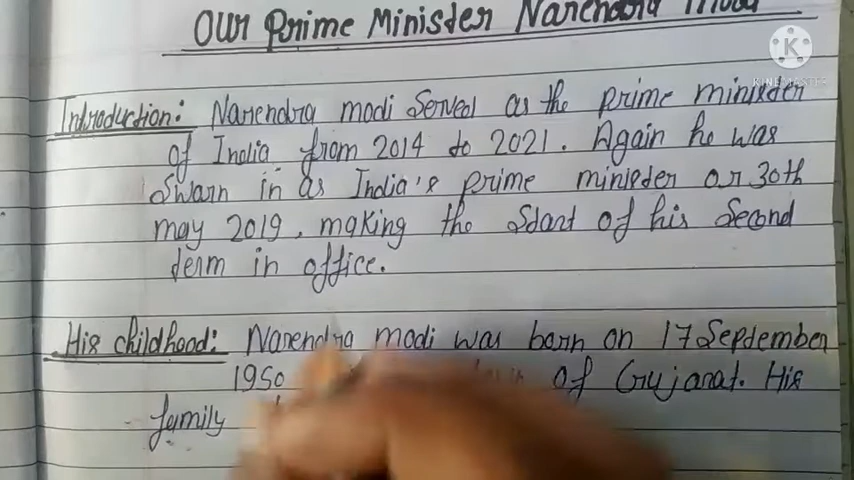 Our Prime Minister Narendra Modi
K
KINEMASTER
Introduction: Narendra modi Served as the prime minister
of India from 2014 to 2021. Again he was
Swarn in as India's prime minister on 30th
may 2019, making the Start of his Second
term in office.
His childhood: Narendra modi was born on 17 September
1950 of Gujarat. His
family